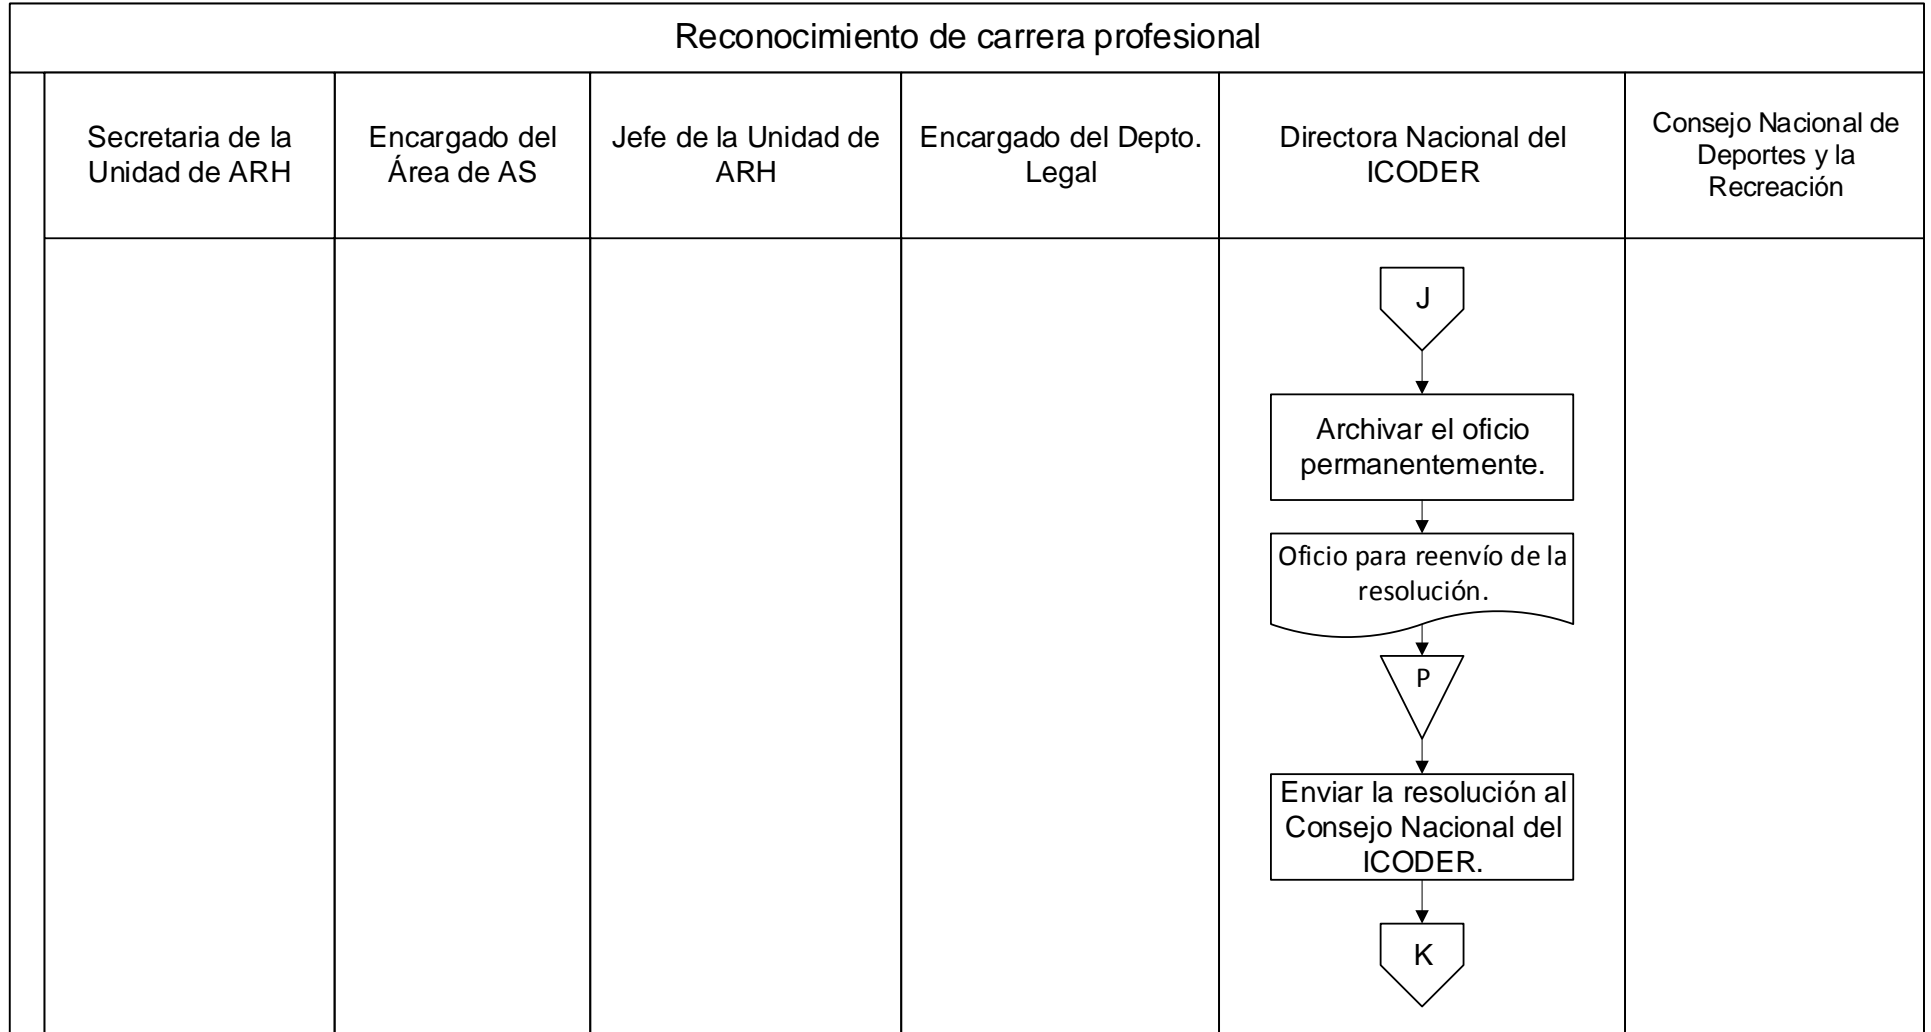 Reconocimiento de carrera profesional
Secretaria de la
Unidad de ARH
Encargado del
Área de AS
Jefe de la Unidad de
ARH
Encargado del Depto.
Legal
Directora Nacional del
ICODER
Consejo Nacional de
Deportes y la
Recreación
J
Archivar el oficio
permanentemente.
Oficio para reenvío de la
resolución.
P
Enviar la resolución al
Consejo Nacional del
ICODER.
K